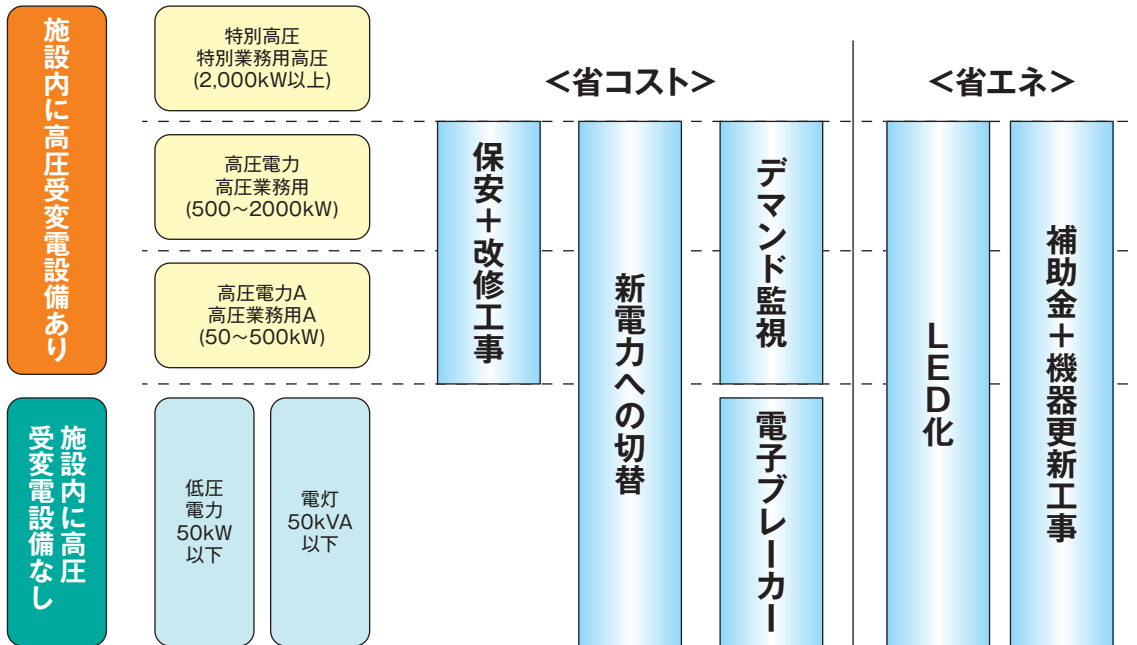 施設内に高圧受変電設備あり
特別高圧
特別業務用高圧
(2,000kW以上)
高圧電力
高圧業務用
(500～2000kW)
高圧電力A
高圧業務用A
(50～500kW)
施設内に高圧
受変電設備なし
低圧
電力
50kW
以下
電灯
50kVA
以下
＜省コスト＞
保安＋改修工事
新電力への切替
デマンド監視
電子ブレーカー
＜省エネ＞
LED化
補助金＋機器更新工事